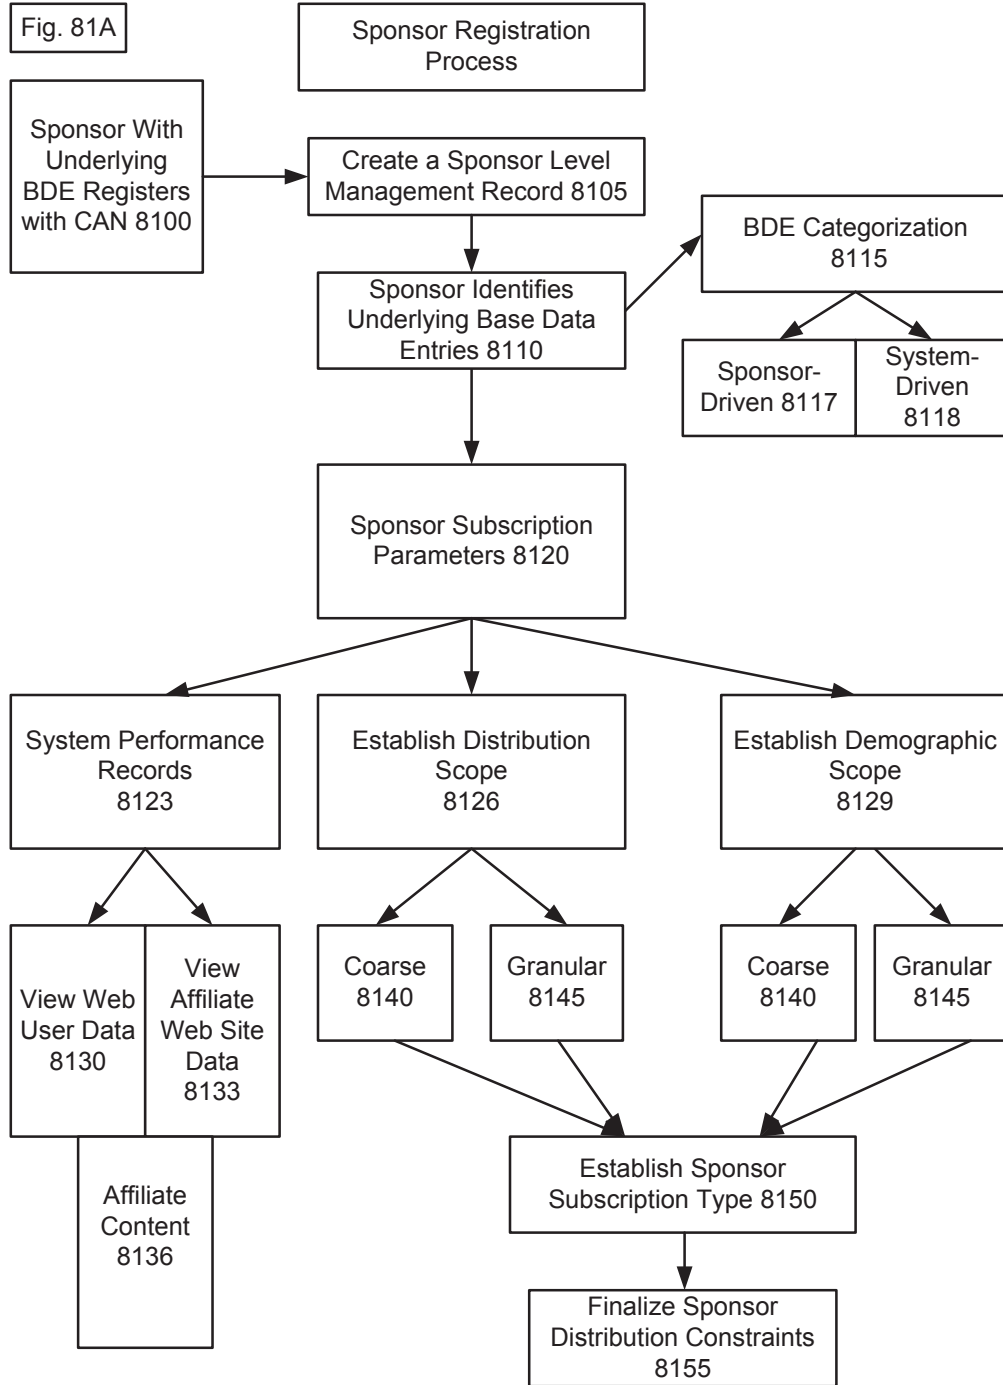 Fig. 81A
Sponsor Registration
Process
Sponsor With
Underlying
BDE Registers
with CAN 8100
Create a Sponsor Level
Management Record 8105
Sponsor Identifies
Underlying Base Data
Entries 8110
BDE Categorization
8115
Sponsor-
Driven 8117
System-
Driven
8118
Sponsor Subscription
Parameters 8120
System Performance
Records
8123
Establish Distribution
Scope
8126
Establish Demographic
Scope
8129
View Web
User Data
8130
View
Affiliate
Web Site
Data
8133
Affiliate
Content
8136
Coarse
8140
Granular
8145
Coarse
8140
Granular
8145
Establish Sponsor
Subscription Type 8150
Finalize Sponsor
Distribution Constraints
8155